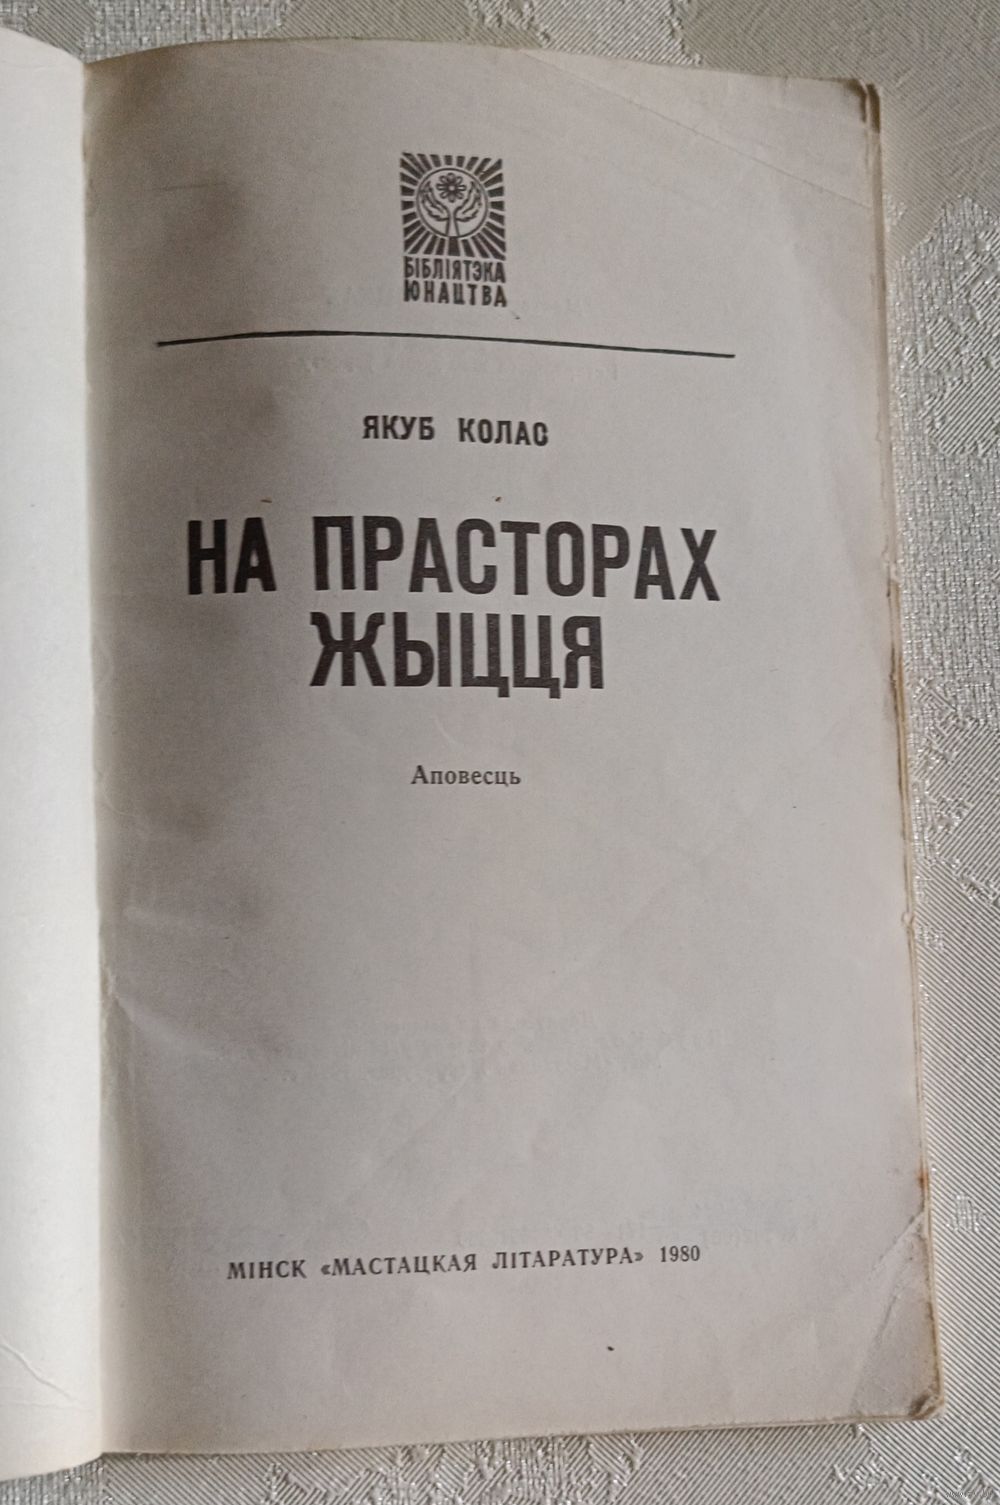 БІБЛІЯТЭКА
ЮНАЦТВА
ЯКУБ КОЛАС
НА ПРАСТОРАХ
ЖЫЦЦЯ
Аповесць
МІНСК «МАСТАЦКАЯ ЛІТАРАТУРА» 1980